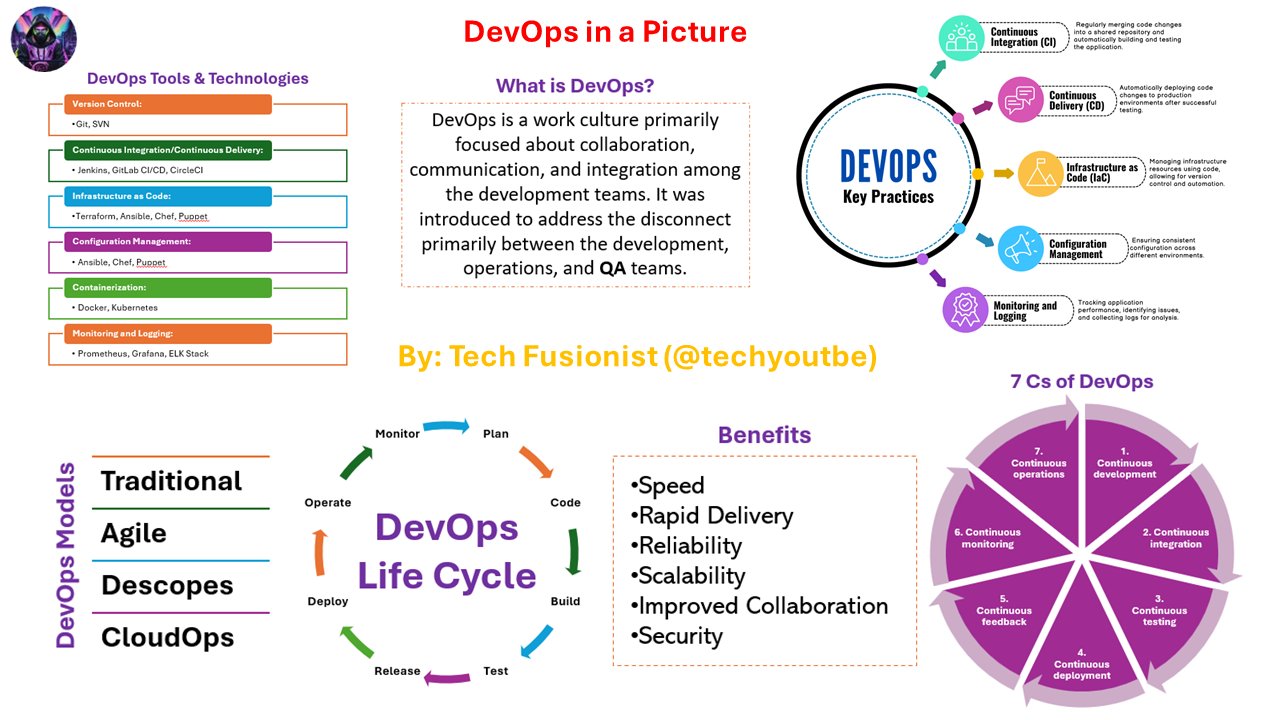 DevOps in a Picture
DevOps Tools & Technologies
Version Control:
•Git, SVN
Continuous Integration/Continuous Delivery:
• Jenkins, GitLab CI/CD, CircleCI
Infrastructure as Code:
•Terraform, Ansible, Chef, Puppet
Configuration Management:
• Ansible, Chef, Puppet
Containerization:
• Docker, Kubernetes
Monitoring and Logging:
• Prometheus, Grafana, ELK Stack
What is DevOps?
DevOps is a work culture primarily
focused about collaboration,
communication, and integration among
the development teams. It was
introduced to address the disconnect
primarily between the development,
operations, and QA teams.
DEVOPS
Key Practices
Continuous
Integration (CI)
Regularly merging code changes
into a shared repository and
automatically building and testing
the application.
Continuous
Delivery (CD)
Automatically deploying code
changes to production
environments after successful
testing.
Infrastructure as
Code (IaC)
Managing infrastructure
resources using code,
allowing for version
control and automation.
Configuration
Management
Ensuring consistent
configuration across
different environments.
Monitoring and
Logging
Tracking application
performance, identifying issues,
and collecting logs for analysis.
By: Tech Fusionist (@techyoutbe)
DevOps Models
Traditional
Agile
Descopes
CloudOps
DevOps
Life Cycle
Plan
Code
Build
Test
Release
Deploy
Operate
Monitor
Benefits
•Speed
•Rapid Delivery
•Reliability
•Scalability
•Improved Collaboration
•Security
7 Cs of DevOps
1.
Continuous
development
2. Continuous
integration
3.
Continuous
testing
4.
Continuous
deployment
5.
Continuous
feedback
6. Continuous
monitoring
7.
Continuous
operations